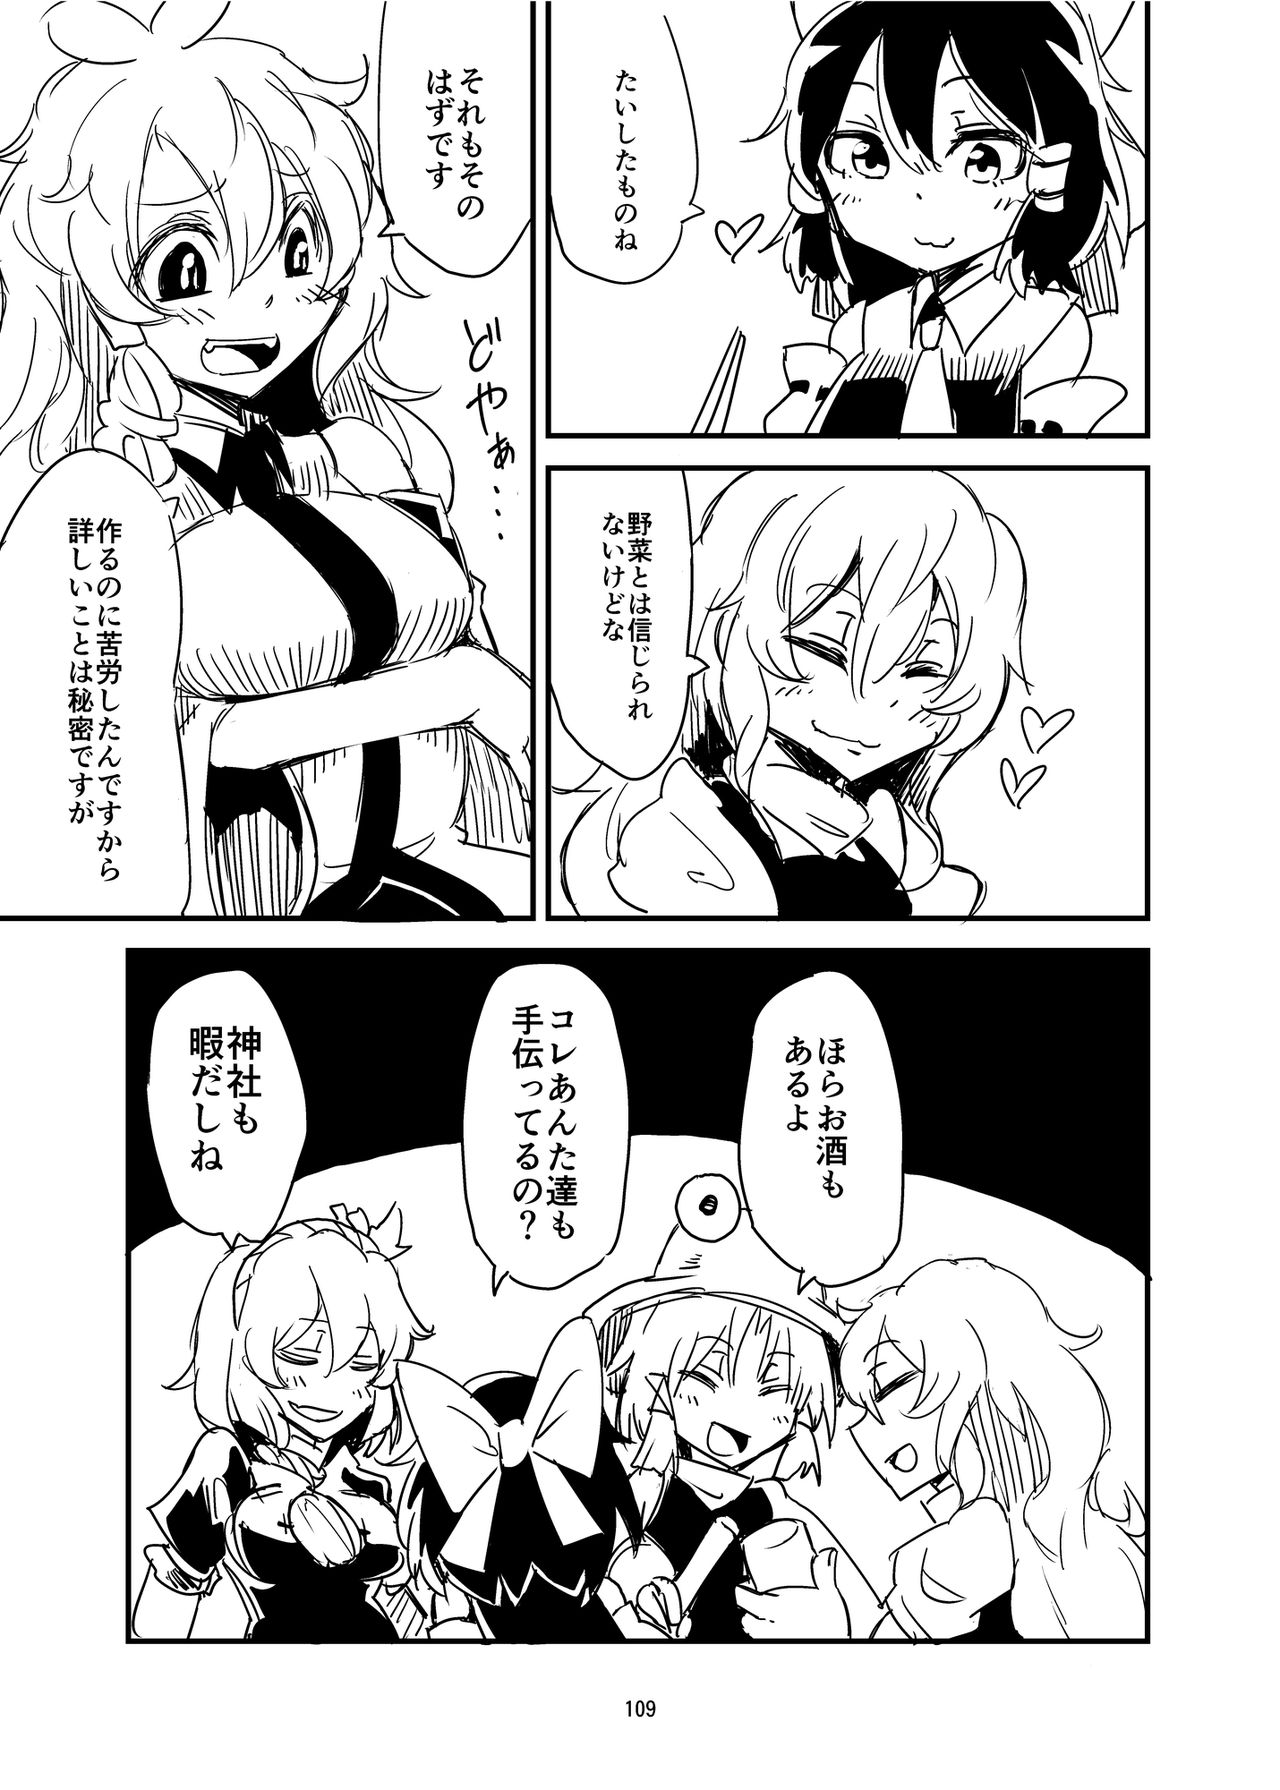 たいしたものね
野菜とは信じられ
ないけどな
それもその
はずです
どやぁ・・・・
作るのに苦労したんですから
詳しいことは秘密ですが
ほらお酒も
あるよ
コレあんた達も
手伝ってるの？
神社も
暇だしね
109